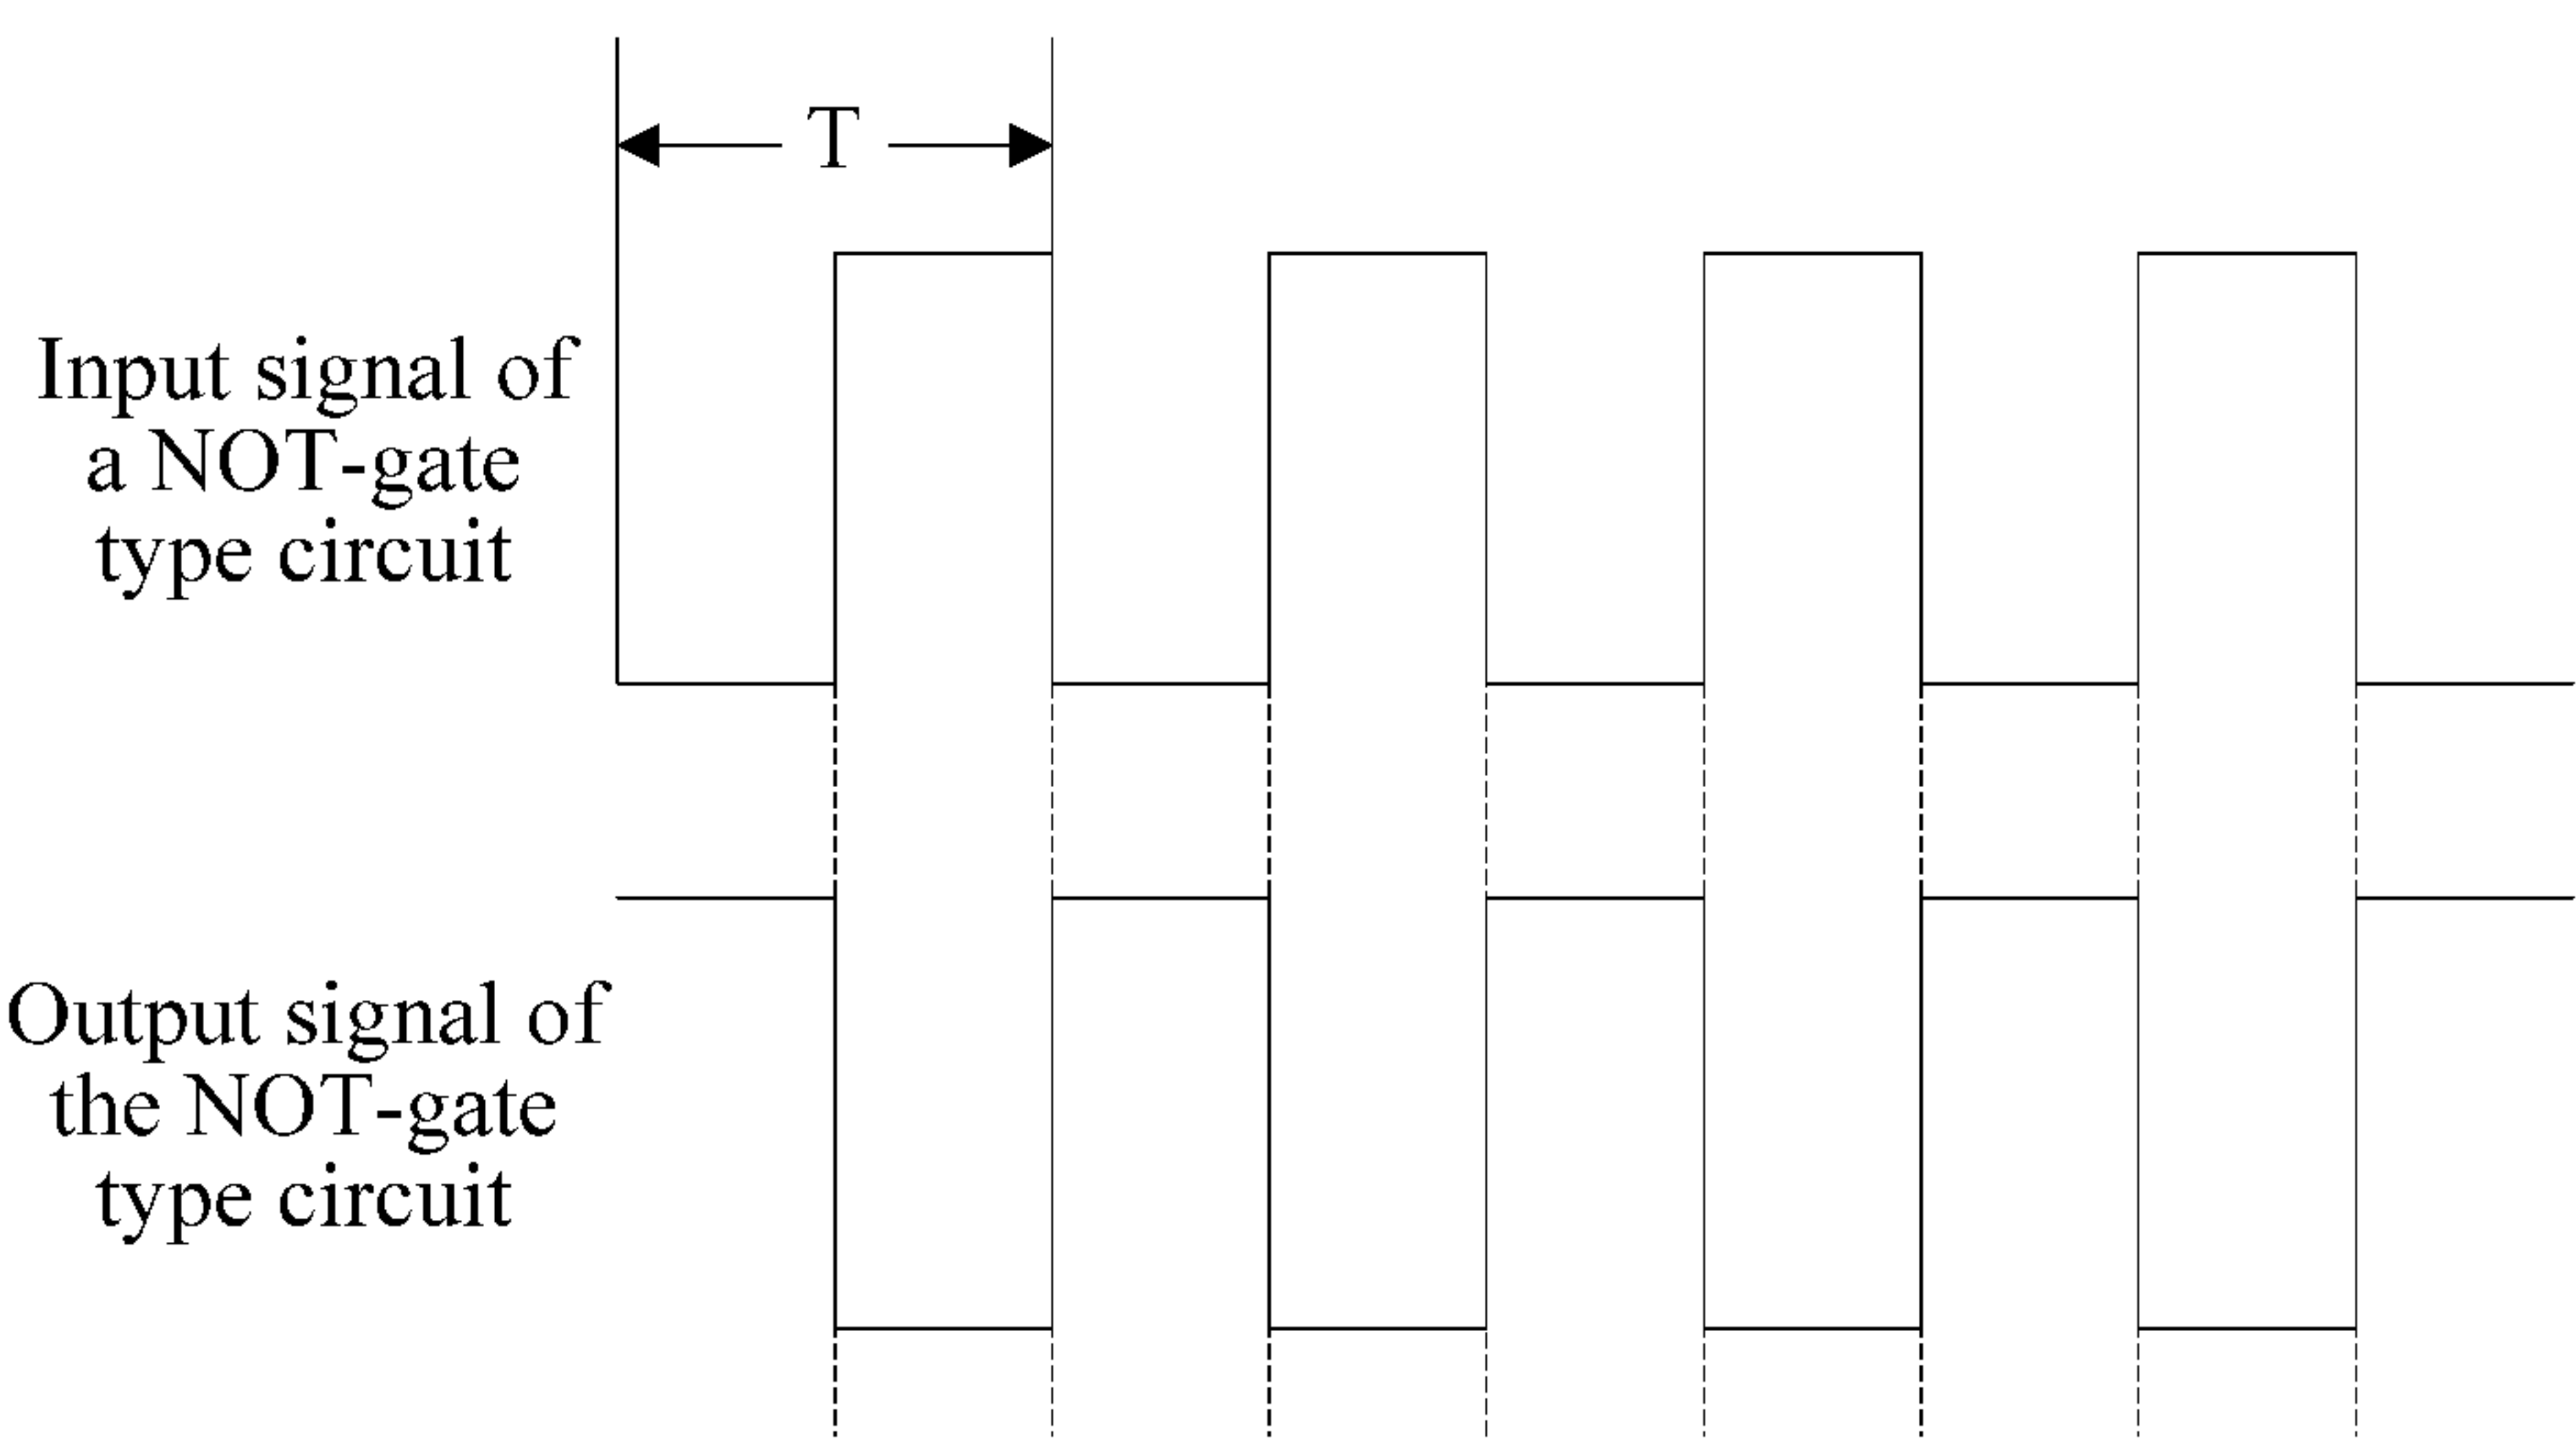 T
Input signal of
a NOT-gate
type circuit
Output signal of
the NOT-gate
type circuit